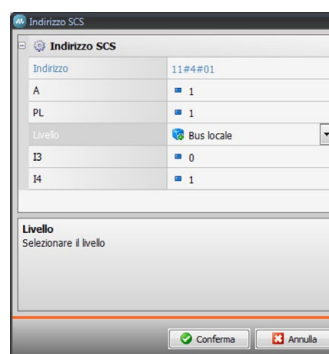 Indirizzo SCS
Indirizzo SCS
Indirizzo 11#4#01
A 1
PL 1
Livello Bus locale
I3 0
I4 1
Livello
Selezionare il livello
Conferma Annulla